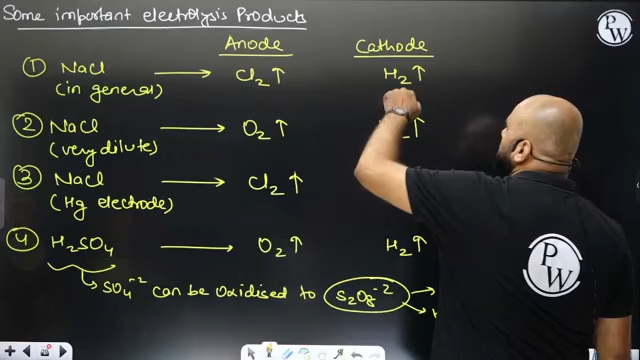 Some important electrolysis Products
Anode Cathode
① NaCl → Cl₂↑ H₂↑
(in general)
② NaCl → O₂↑ ↑
(very dilute)
③ NaCl → Cl₂↑
(Hg electrode)
④ H₂SO₄ → O₂↑ H₂↑
→ SO₄⁻² can be Oxidised to S₂O₈⁻² →
PW
PW